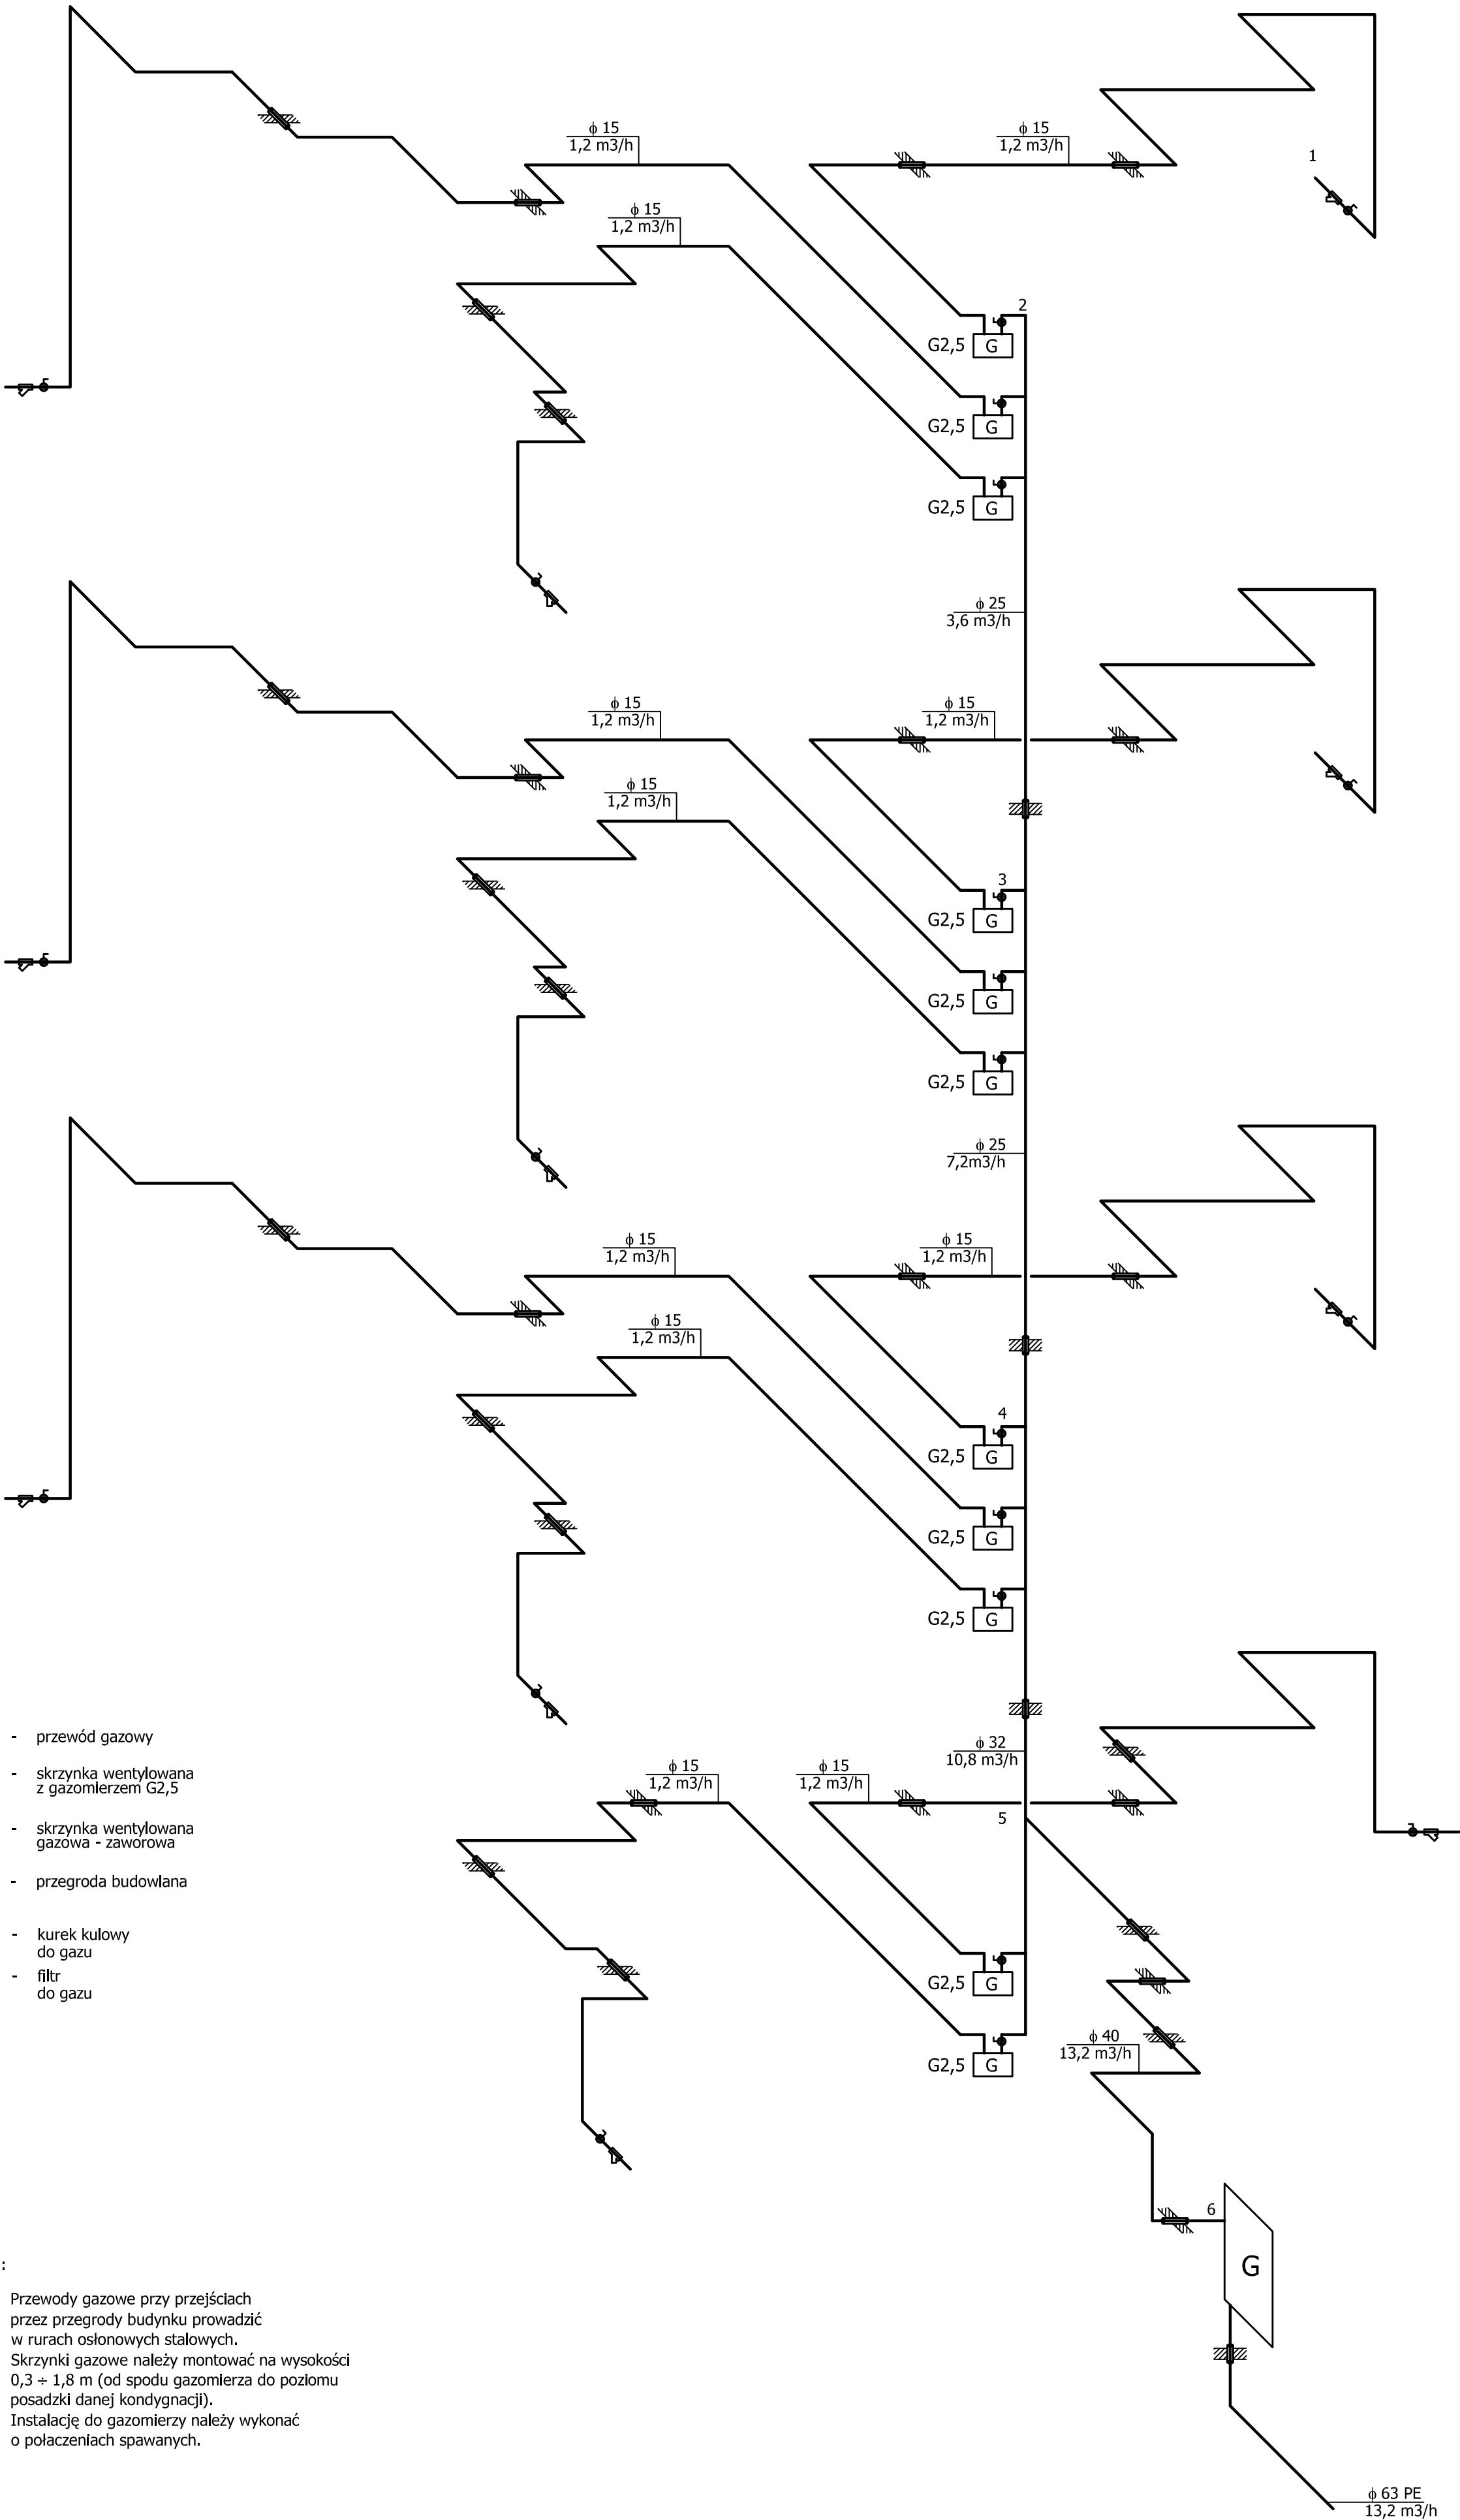 ϕ 15
1,2 m3/h
ϕ 15
1,2 m3/h
1
ϕ 15
1,2 m3/h
2
G2,5 G
G2,5 G
G2,5 G
ϕ 25
3,6 m3/h
ϕ 15
1,2 m3/h
ϕ 15
1,2 m3/h
ϕ 15
1,2 m3/h
3
G2,5 G
G2,5 G
G2,5 G
ϕ 25
7,2m3/h
ϕ 15
1,2 m3/h
ϕ 15
1,2 m3/h
ϕ 15
1,2 m3/h
4
G2,5 G
G2,5 G
G2,5 G
- przewód gazowy
- skrzynka wentylowana
z gazomierzem G2,5
- skrzynka wentylowana
gazowa - zaworowa
- przegroda budowlana
- kurek kulowy
do gazu
- filtr
do gazu
ϕ 32
10,8 m3/h
ϕ 15
1,2 m3/h
ϕ 15
1,2 m3/h
5
G2,5 G
G2,5 G
ϕ 40
13,2 m3/h
6
G
:
Przewody gazowe przy przejściach
przez przegrody budynku prowadzić
w rurach osłonowych stalowych.
Skrzynki gazowe należy montować na wysokości
0,3 ÷ 1,8 m (od spodu gazomierza do poziomu
posadzki danej kondygnacji).
Instalację do gazomierzy należy wykonać
o połaczeniach spawanych.
ϕ 63 PE
13,2 m3/h